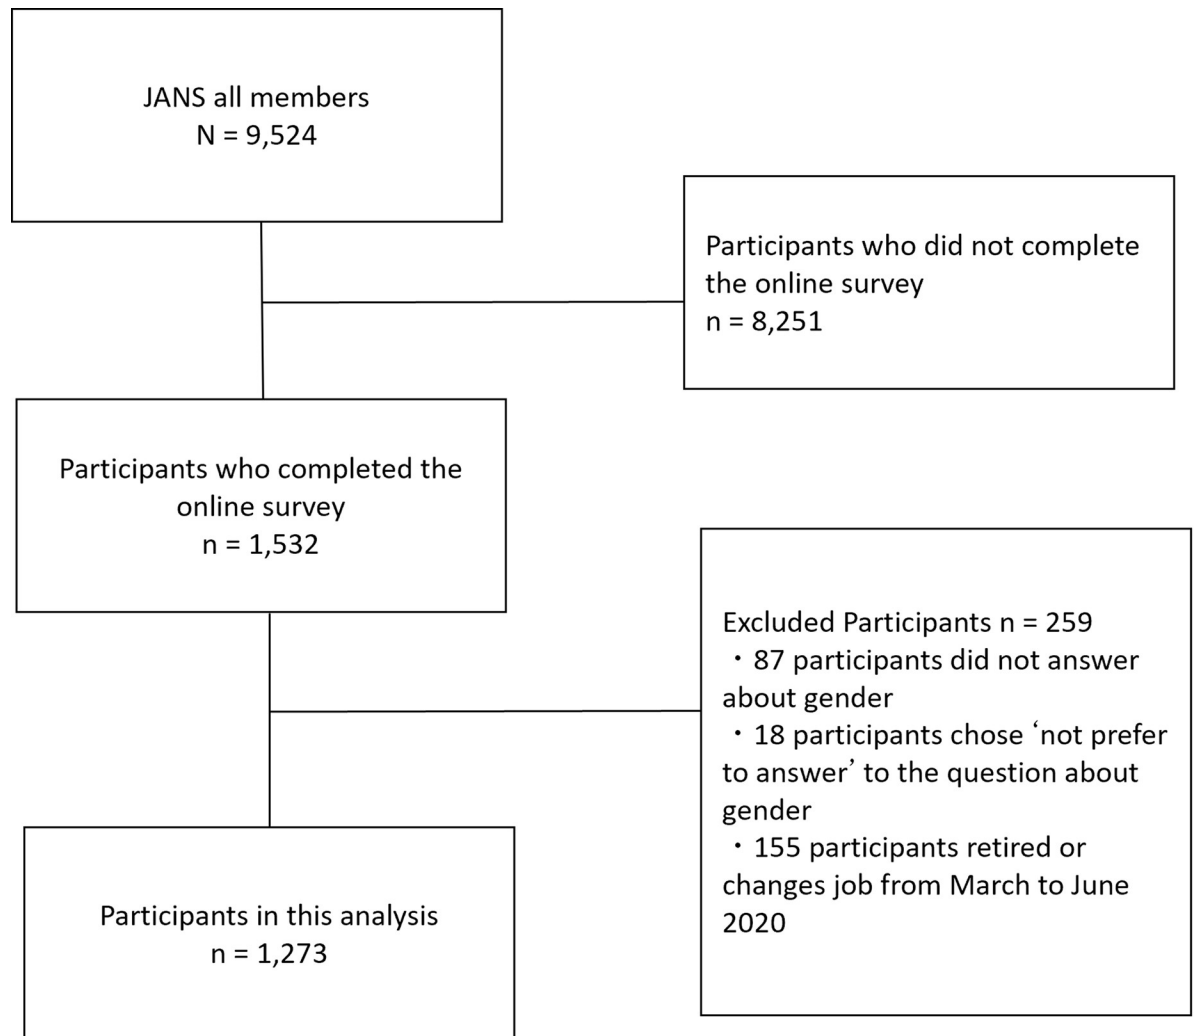 JANS all members
N = 9,524
Participants who did not complete
the online survey
n = 8,251
Participants who completed the
online survey
n = 1,532
Excluded Participants n = 259
・87 participants did not answer
about gender
・18 participants chose ‘not prefer
to answer’ to the question about
gender
・155 participants retired or
changes job from March to June
2020
Participants in this analysis
n = 1,273